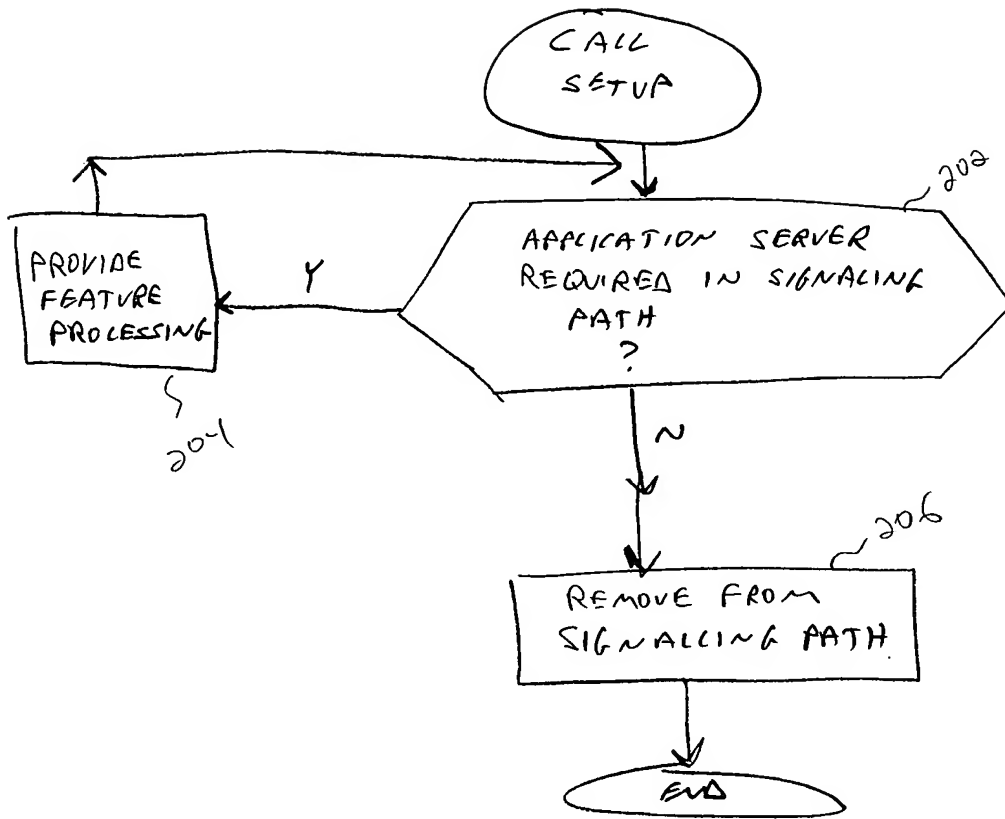 CALL
SETUP
202
APPLICATION SERVER
REQUIRED IN SIGNALING
PATH
?
Y
PROVIDE
FEATURE
PROCESSING
204
N
206
REMOVE FROM
SIGNALLING PATH
END